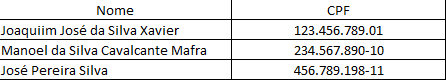 Nome CPF
Joaquiim José da Silva Xavier 123.456.789.01
Manoel da Silva Cavalcante Mafra 234.567.890-10
José Pereira Silva 456.789.198-11